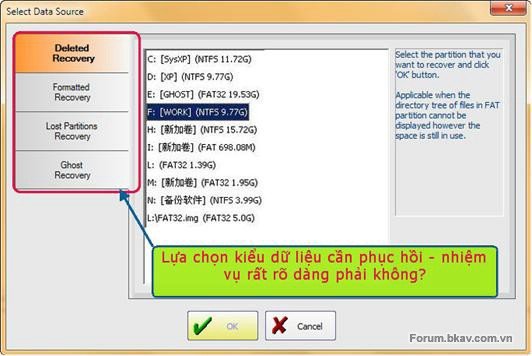 Select Data Source
Deleted
Recovery
Formatted
Recovery
Lost Partitions
Recovery
Ghost
Recovery
C: [SysXP] (NTFS 11.72G)
D: [XP] (NTFS 9.77G)
E: [GHOST] (FAT32 19.53G)
F: [WORK] (NTFS 9.77G)
H: [新加卷] (NTFS 15.72G)
I: [新加卷] (FAT 698.08M)
L: (FAT32 1.39G)
M: [新加卷] (FAT32 1.95G)
N: [备份软件] (NTFS 3.99G)
L:\FAT32.img (FAT32 5.0G)
Select the partition that you
want to recover and click
'OK' button.
Applicable when the
directory tree of files in FAT
partition cannot be
displayed however the
space is still in use.
Lựa chọn kiểu dữ liệu cần phục hồi - nhiệm
vụ rất rõ dàng phải không?
OK
Cancel
Forum.bkav.com.vn